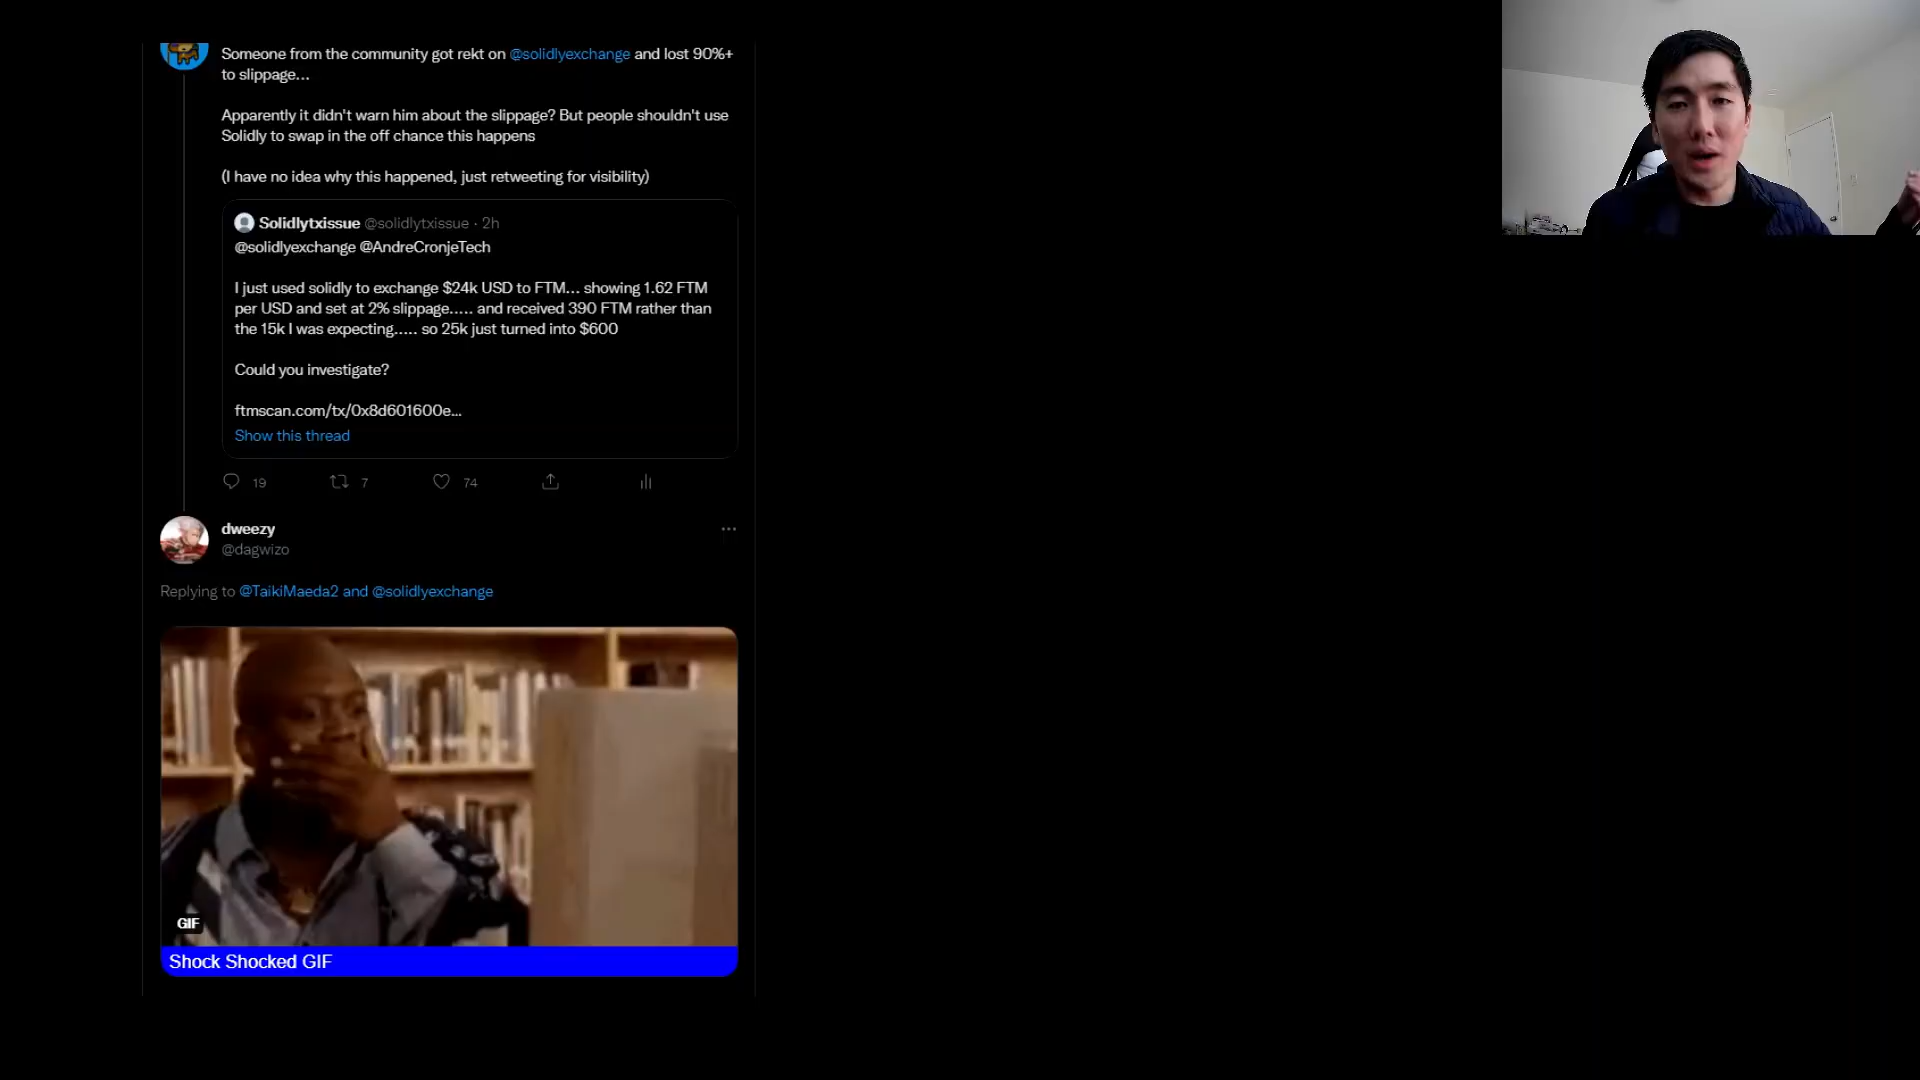 Someone from the community got rekt on @solidlyexchange and lost 90%+
to slippage...
Apparently it didn't warn him about the slippage? But people shouldn't use
Solidly to swap in the off chance this happens
(I have no idea why this happened, just retweeting for visibility)
Solidlytxissue @solidlytxissue · 2h
@solidlyexchange @AndreCronjeTech
I just used solidly to exchange $24k USD to FTM... showing 1.62 FTM
per USD and set at 2% slippage..... and received 390 FTM rather than
the 15k I was expecting..... so 25k just turned into $600
Could you investigate?
ftmscan.com/tx/0x8d601600e...
Show this thread
19 7 74
dweezy
@dagwizo
Replying to @TaikiMaeda2 and @solidlyexchange
GIF
Shock Shocked GIF